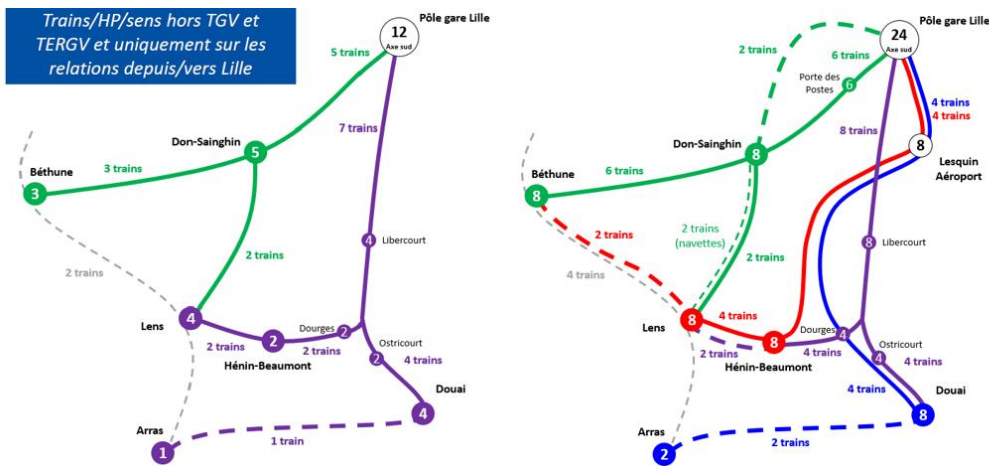 Trains/HP/sens hors TGV et
TERGV et uniquement sur les
relations depuis/vers Lille
Pôle gare Lille
12
Axe sud
5 trains
7 trains
Don-Sainghin
5
3 trains
Béthune
3
2 trains
2 trains
4
Libercourt
Lens
4
2 trains
2
Hénin-Beaumont
2 trains
Dourges
2
Ostricourt
2
4 trains
Douai
4
Arras
1
1 train
Pôle gare Lille
24
Axe sud
2 trains
6 trains
Porte des
Postes
6
4 trains
4 trains
8 trains
8
Lesquin
Aéroport
Don-Sainghin
8
6 trains
Béthune
8
2 trains
4 trains
2 trains
(navettes)
2 trains
8
Libercourt
Lens
8
4 trains
2 trains
8
Hénin-Beaumont
4 trains
Dourges
4
Ostricourt
4
4 trains
4 trains
Douai
8
Arras
2
2 trains